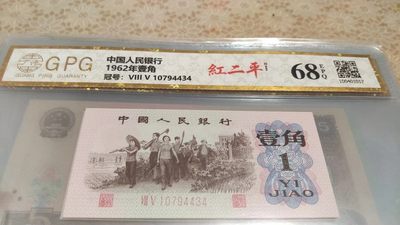 GPG
GUANG PING GUARANTY
中国人民银行
1962年壹角
冠号：VIII V 10794434
紅二平
68
EPQ
中國人民銀行
壹角
1
YI
JIAO
VIII V 10794434